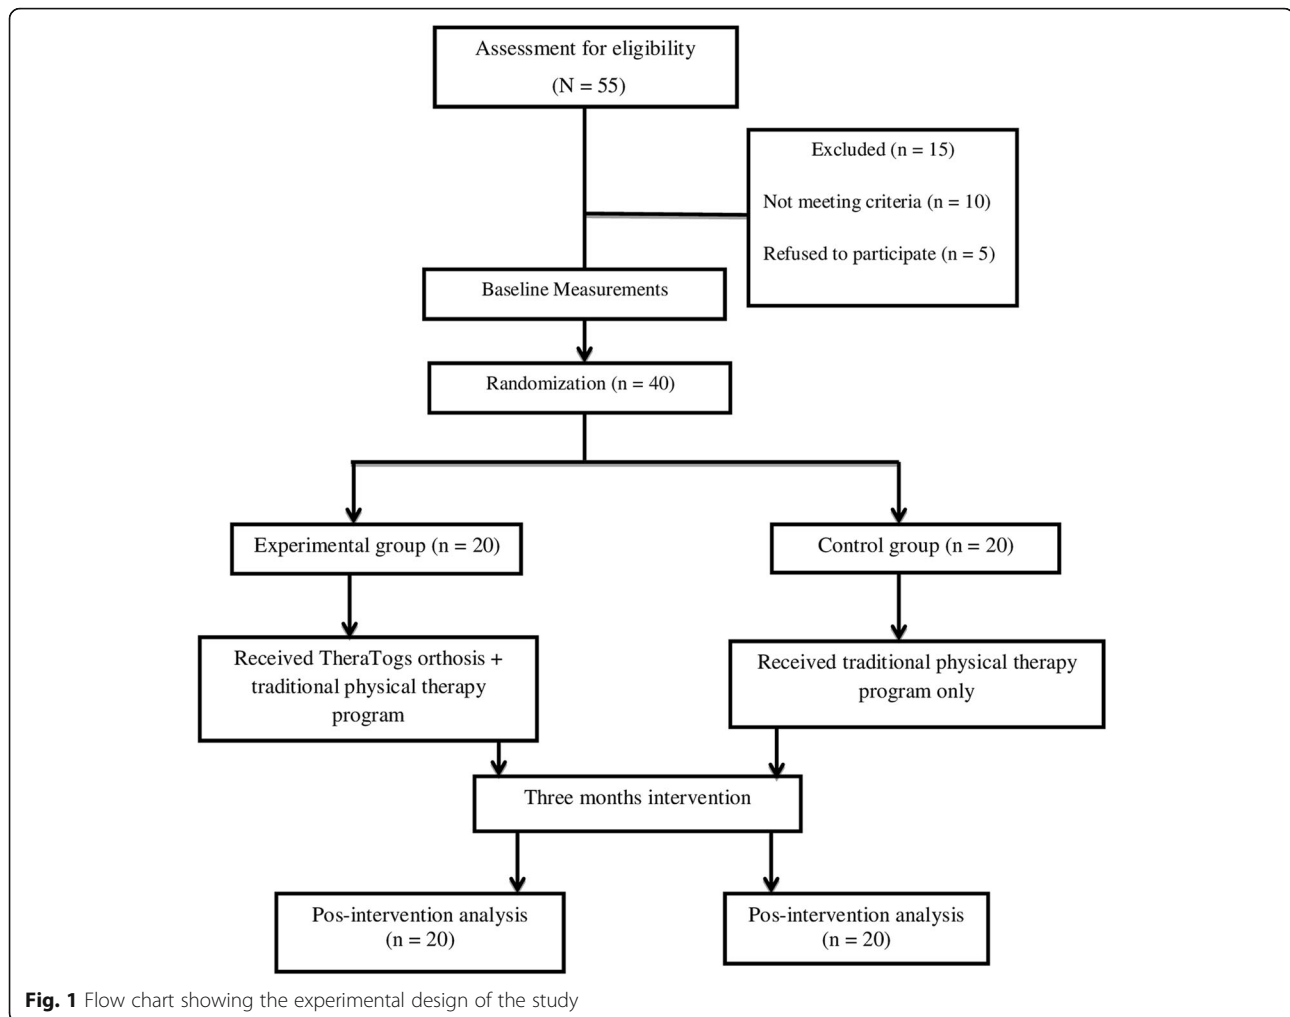 Assessment for eligibility
(N = 55)
Excluded (n = 15)
Not meeting criteria (n = 10)
Refused to participate (n = 5)
Baseline Measurements
Randomization (n = 40)
Experimental group (n = 20)
Control group (n = 20)
Received TheraTogs orthosis +
traditional physical therapy
program
Received traditional physical therapy
program only
Three months intervention
Pos-intervention analysis
(n = 20)
Pos-intervention analysis
(n = 20)
Fig. 1 Flow chart showing the experimental design of the study